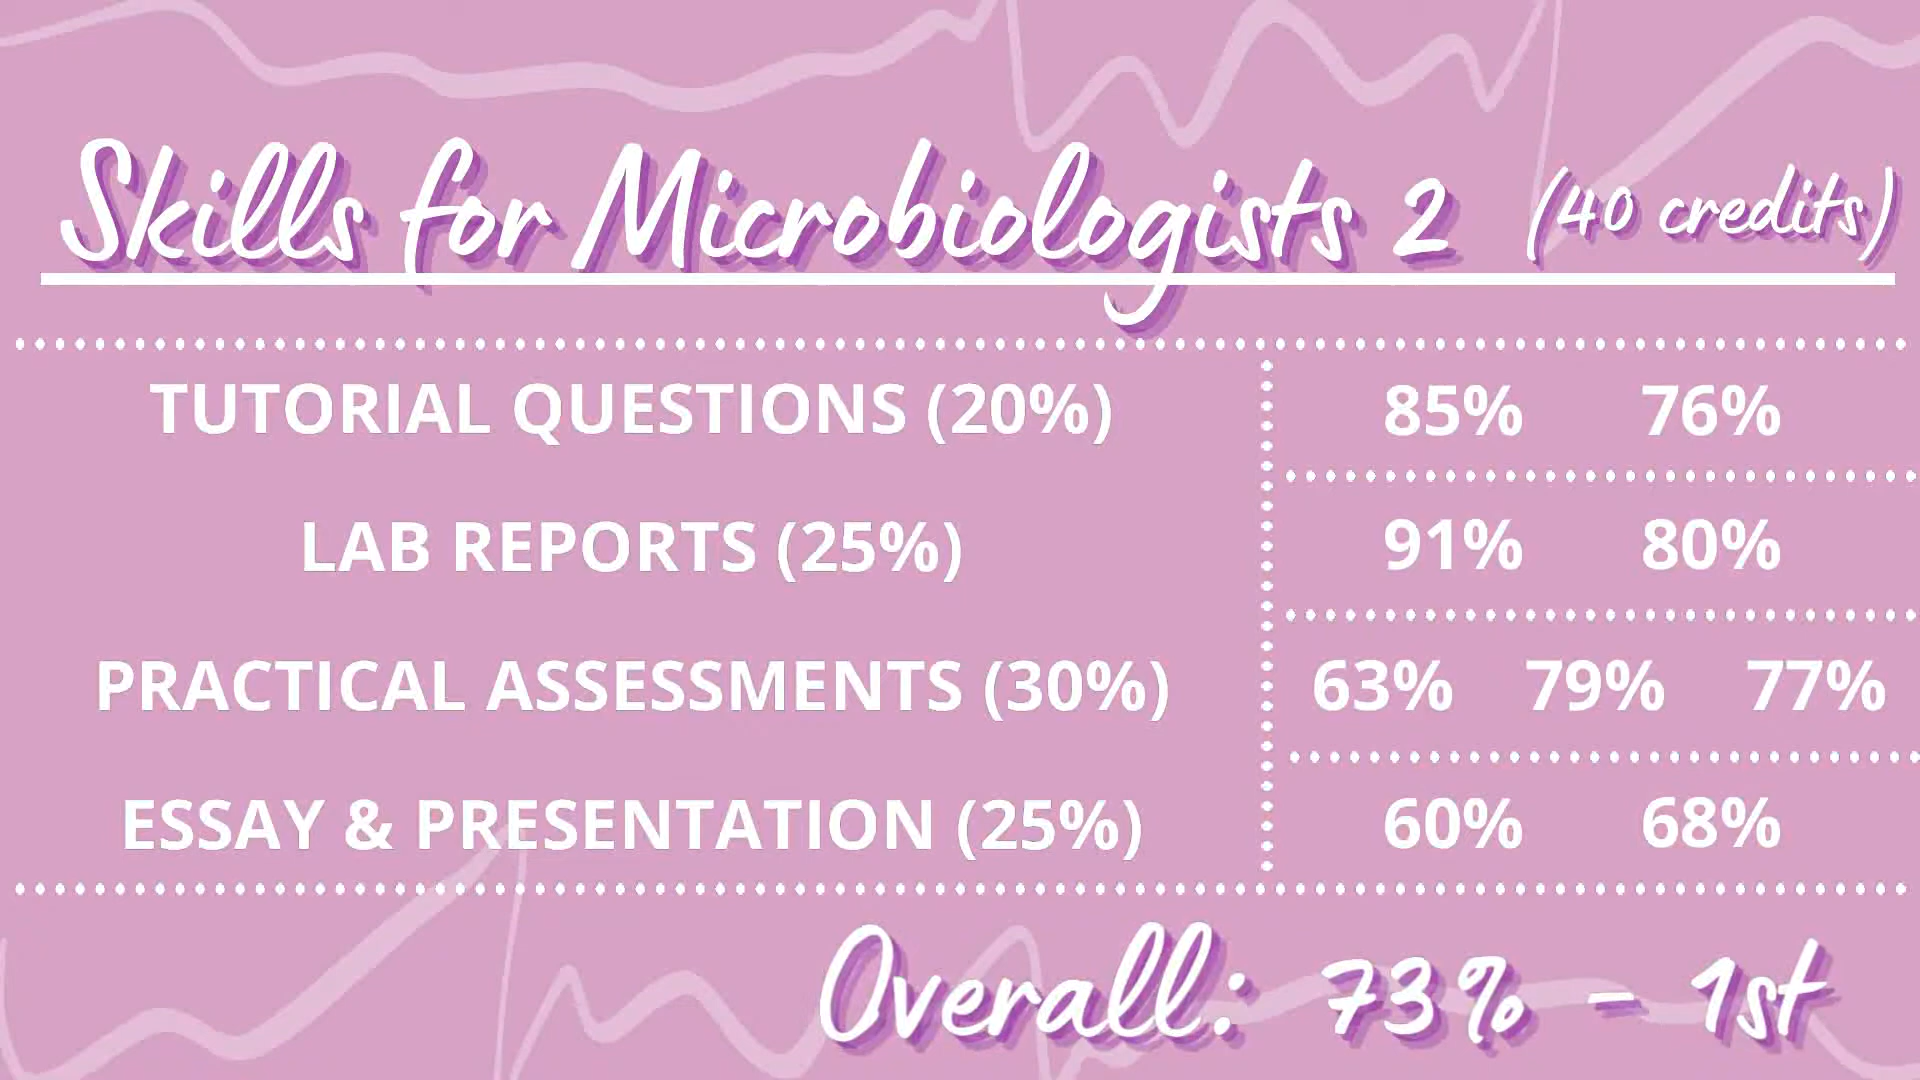 Skills for Microbiologists 2 (40 credits)
TUTORIAL QUESTIONS (20%) 85% 76%
LAB REPORTS (25%) 91% 80%
PRACTICAL ASSESSMENTS (30%) 63% 79% 77%
ESSAY & PRESENTATION (25%) 60% 68%
Overall: 73% - 1st